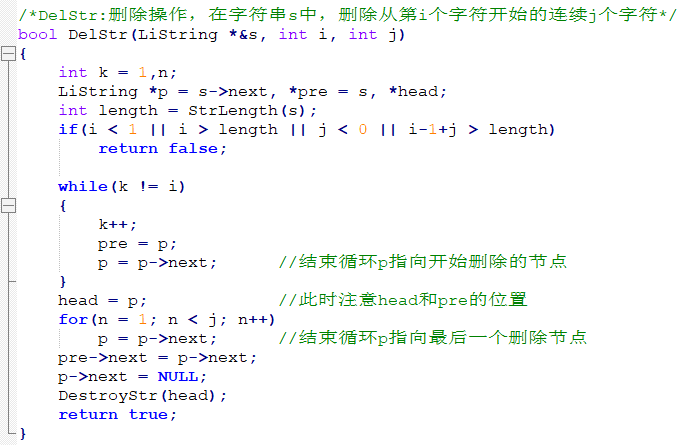 /*DelStr:删除操作，在字符串s中，删除从第i个字符开始的连续j个字符*/
bool DelStr(LiString *&s, int i, int j)
{
    int k = 1,n;
    LiString *p = s->next, *pre = s, *head;
    int length = StrLength(s);
    if(i < 1 || i > length || j < 0 || i-1+j > length)
        return false;

    while(k != i)
    {
        k++;
        pre = p;
        p = p->next;      //结束循环p指向开始删除的节点
    }
    head = p;             //此时注意head和pre的位置
    for(n = 1; n < j; n++)
        p = p->next;      //结束循环p指向最后一个删除节点
    pre->next = p->next;
    p->next = NULL;
    DestroyStr(head);
    return true;
}